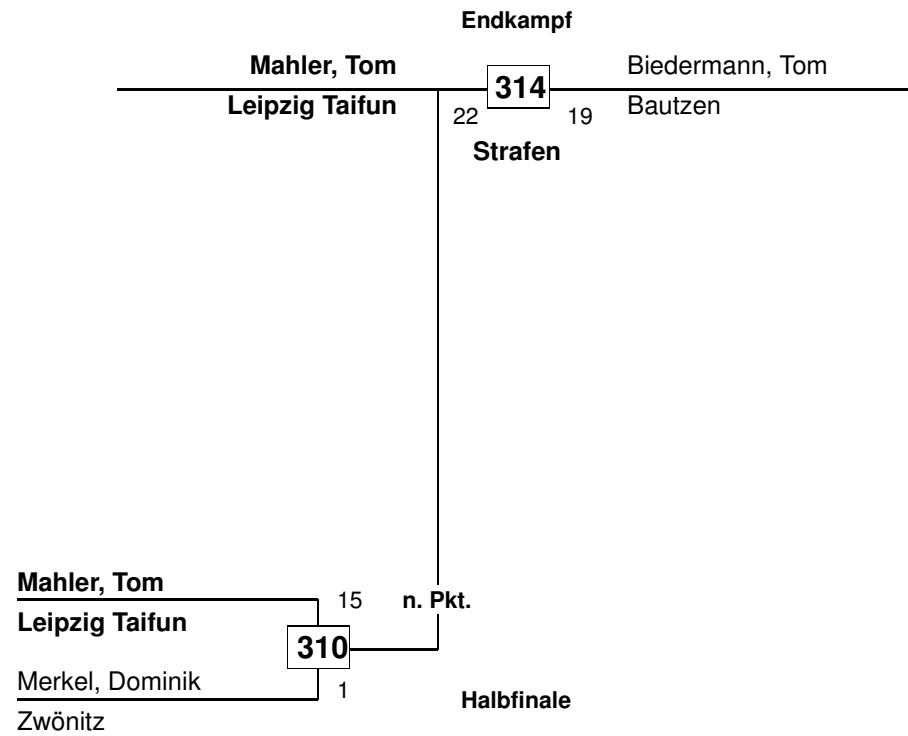 Endkampf
Mahler, Tom
314
Biedermann, Tom
Leipzig Taifun
22
19
Bautzen
Strafen
Mahler, Tom
15
n. Pkt.
Leipzig Taifun
310
Merkel, Dominik
1
Halbfinale
Zwönitz